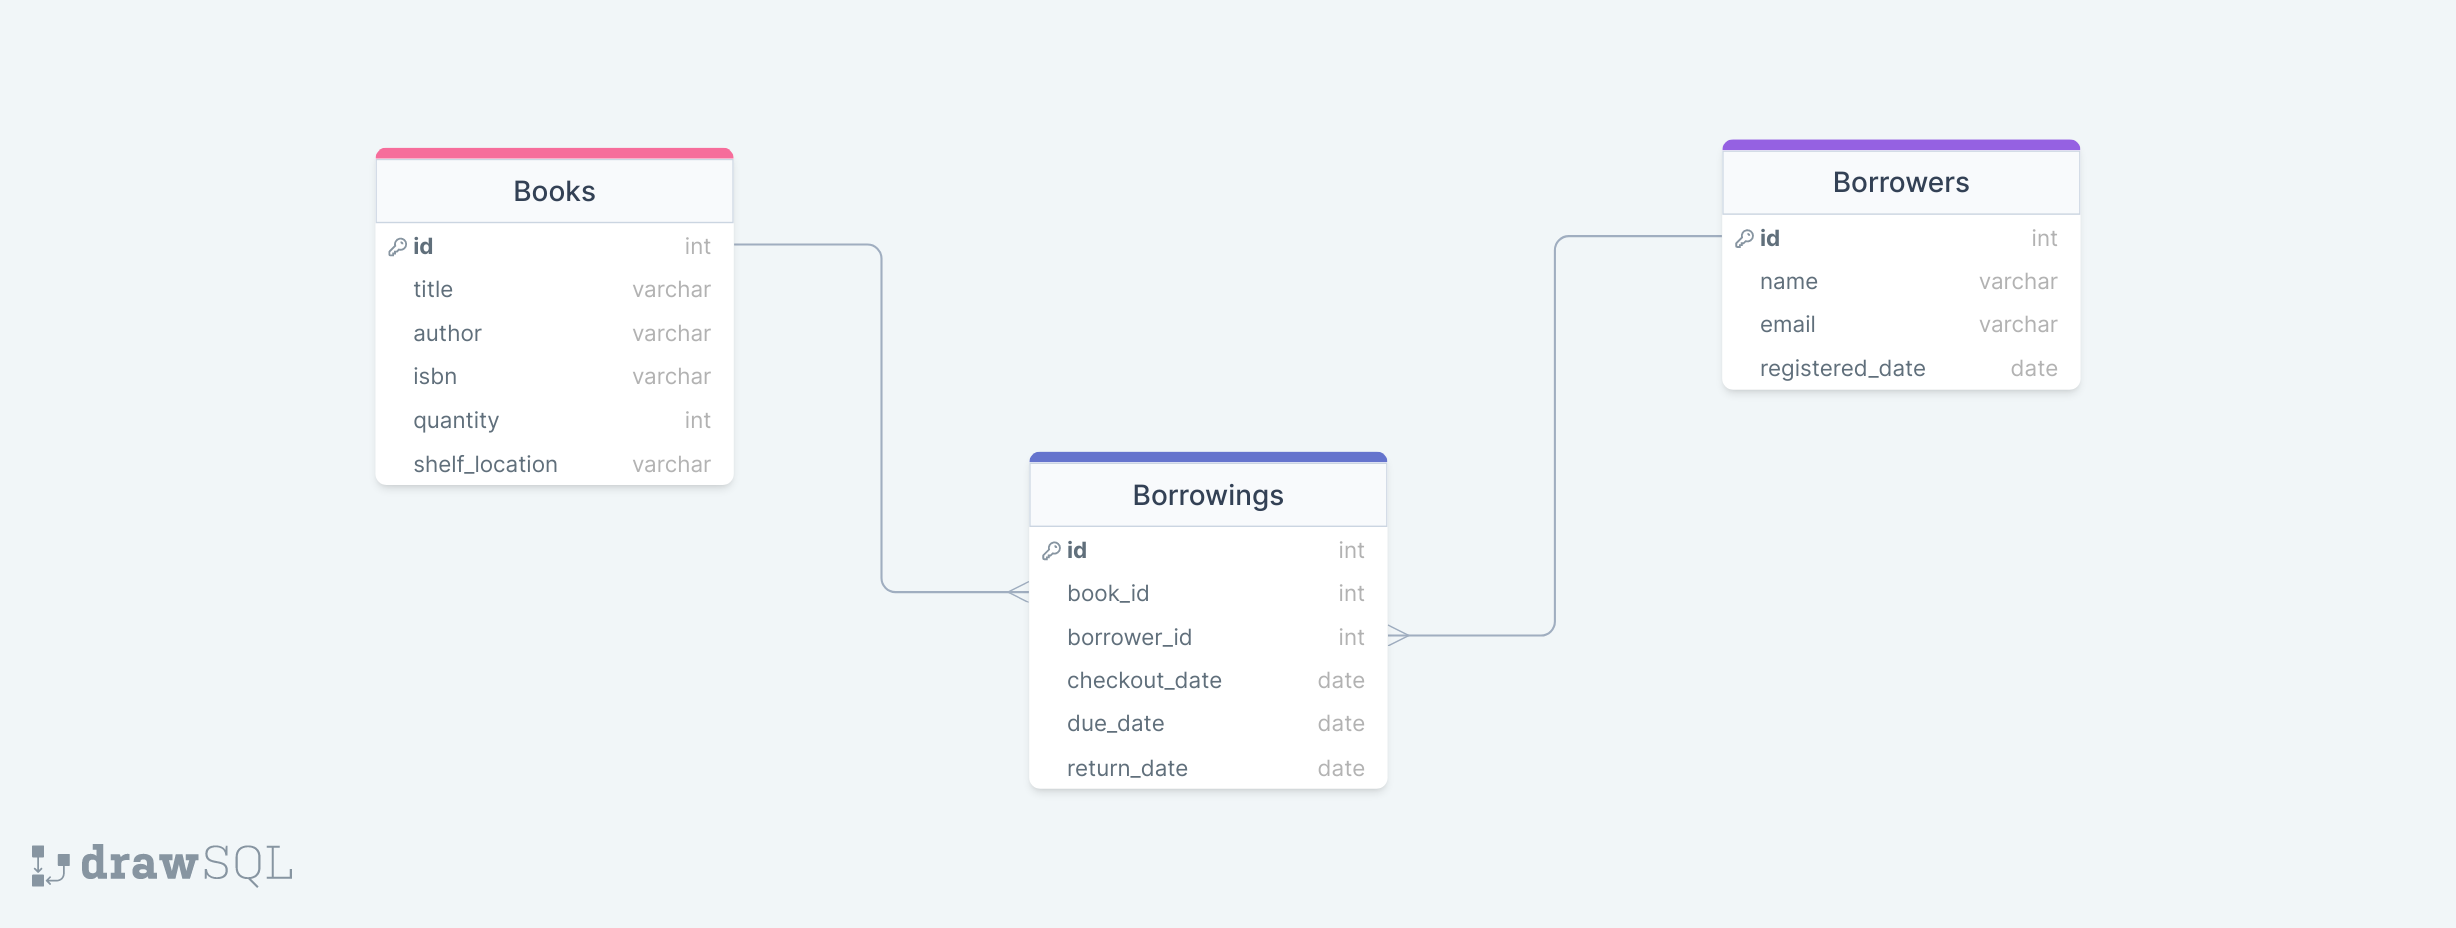 Books
id int
title varchar
author varchar
isbn varchar
quantity int
shelf_location varchar
Borrowers
id int
name varchar
email varchar
registered_date date
Borrowings
id int
book_id int
borrower_id int
checkout_date date
due_date date
return_date date
drawSQL